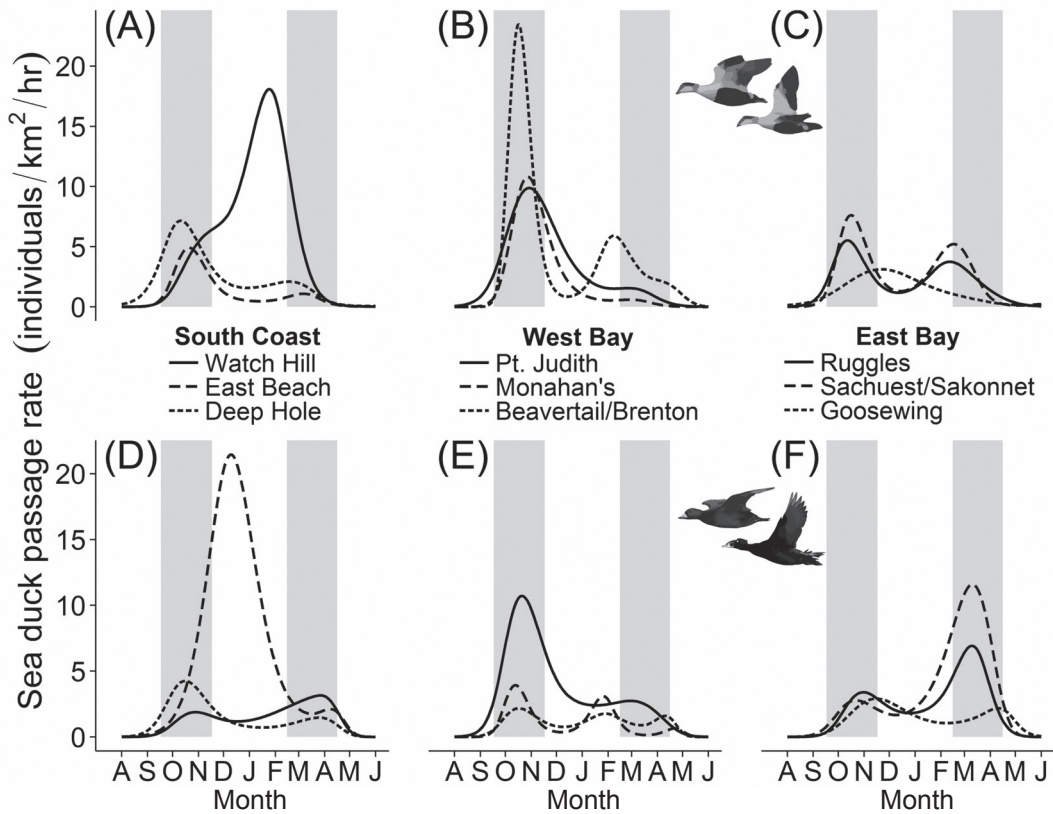 Sea duck passage rate (individuals/km²/hr)
(A) (B) (C)
20
15
10
5
0
South Coast
Watch Hill
East Beach
Deep Hole
West Bay
Pt. Judith
Monahan's
Beavertail/Brenton
East Bay
Ruggles
Sachuest/Sakonnet
Goosewing
(D) (E) (F)
20
15
10
5
0
A S O N D J F M A M J
A S O N D J F M A M J
A S O N D J F M A M J
Month Month Month